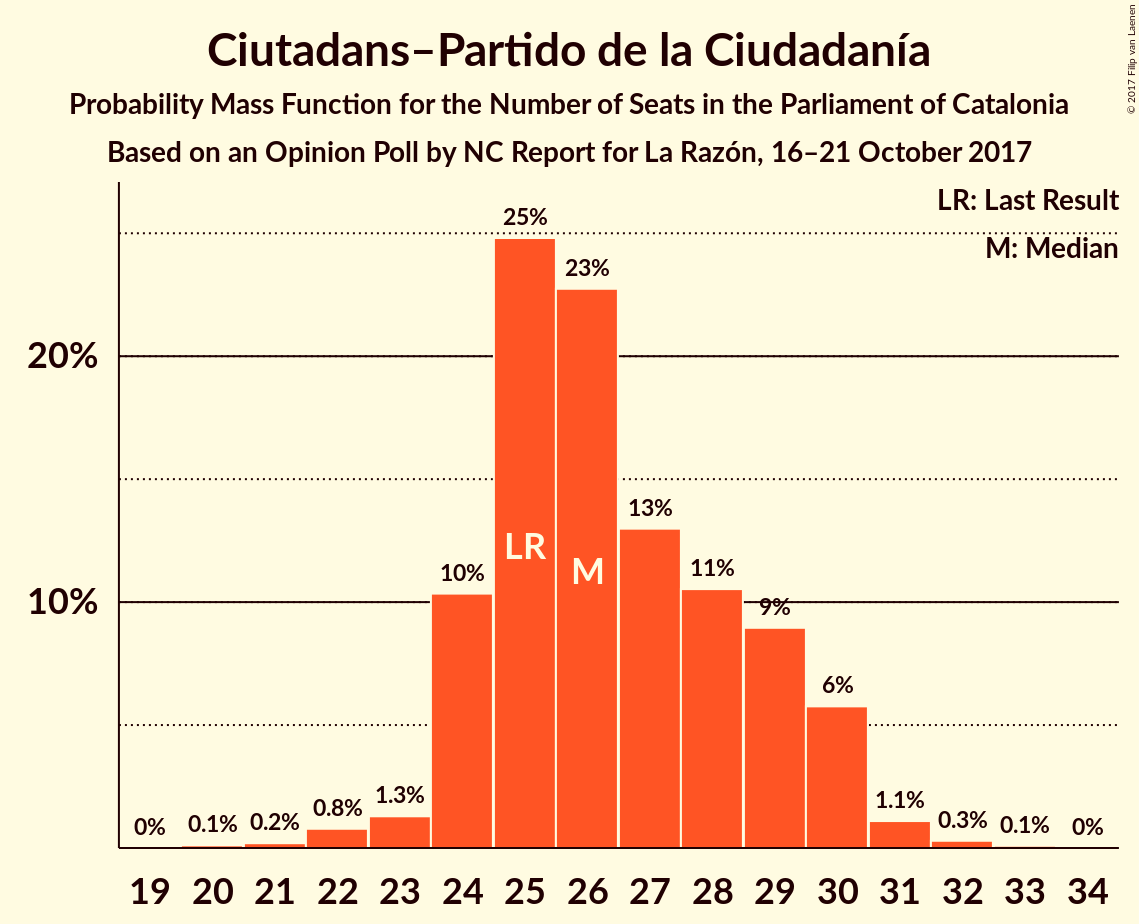 Ciutadans–Partido de la Ciudadanía
Probability Mass Function for the Number of Seats in the Parliament of Catalonia
Based on an Opinion Poll by NC Report for La Razón, 16–21 October 2017
© 2017 Filip van Laenen
LR: Last Result
M: Median
20%
10%
0%
0.1%
0.2%
0.8%
1.3%
10%
25%
23%
13%
11%
9%
6%
1.1%
0.3%
0.1%
0%
LR
M
19 20 21 22 23 24 25 26 27 28 29 30 31 32 33 34